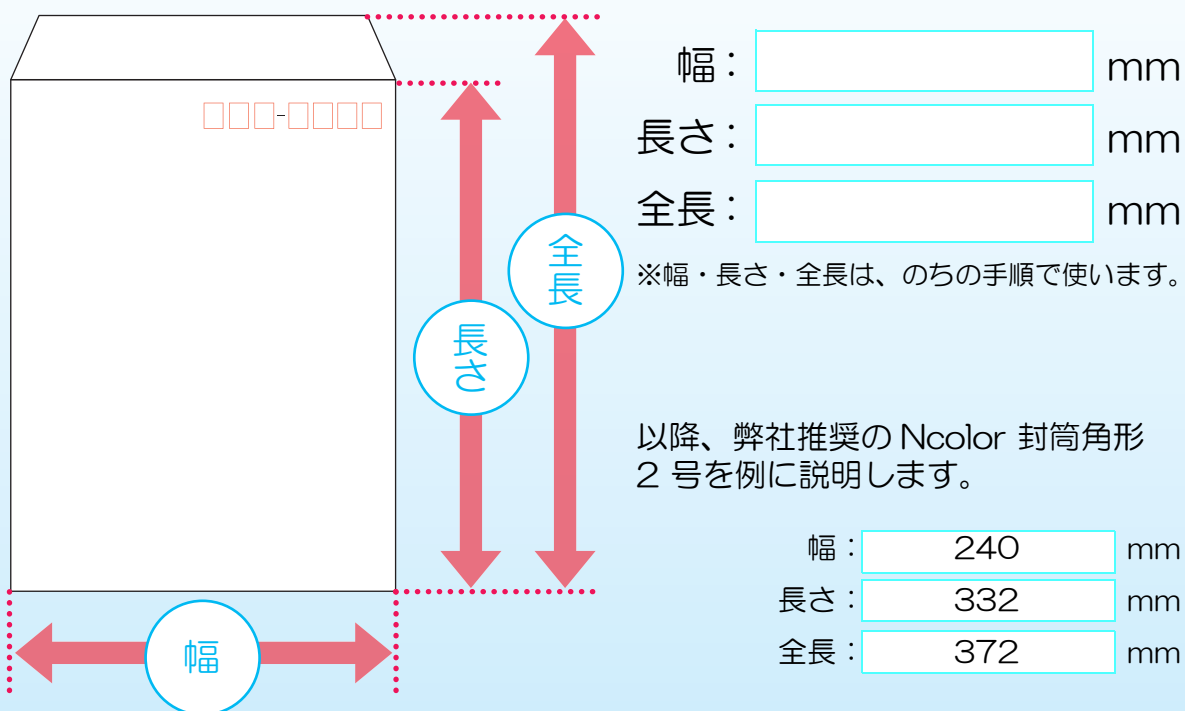 幅：
mm
長さ：
mm
全長：
mm
※幅・長さ・全長は、のちの手順で使います。
全長
長さ
幅
以降、弊社推奨の Ncolor 封筒角形
2 号を例に説明します。
幅： 240 mm
長さ： 332 mm
全長： 372 mm